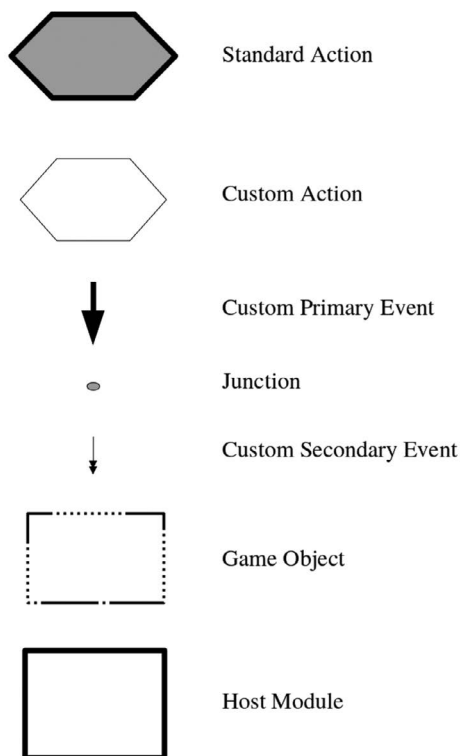 Standard Action
Custom Action
Custom Primary Event
Junction
Custom Secondary Event
Game Object
Host Module